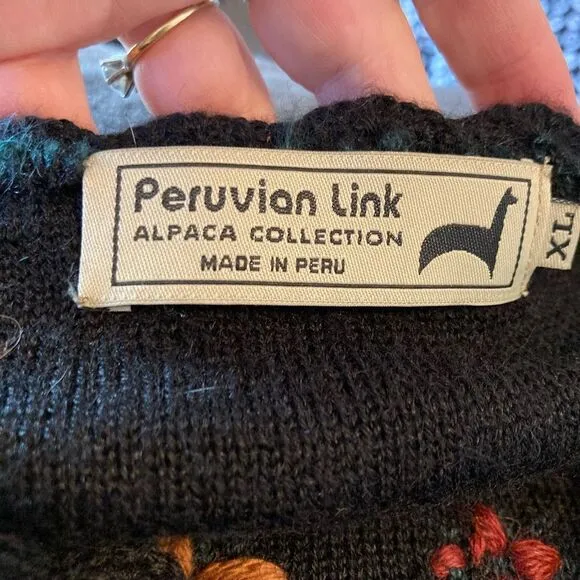 Peruvian Link
ALPACA COLLECTION
MADE IN PERU
XL